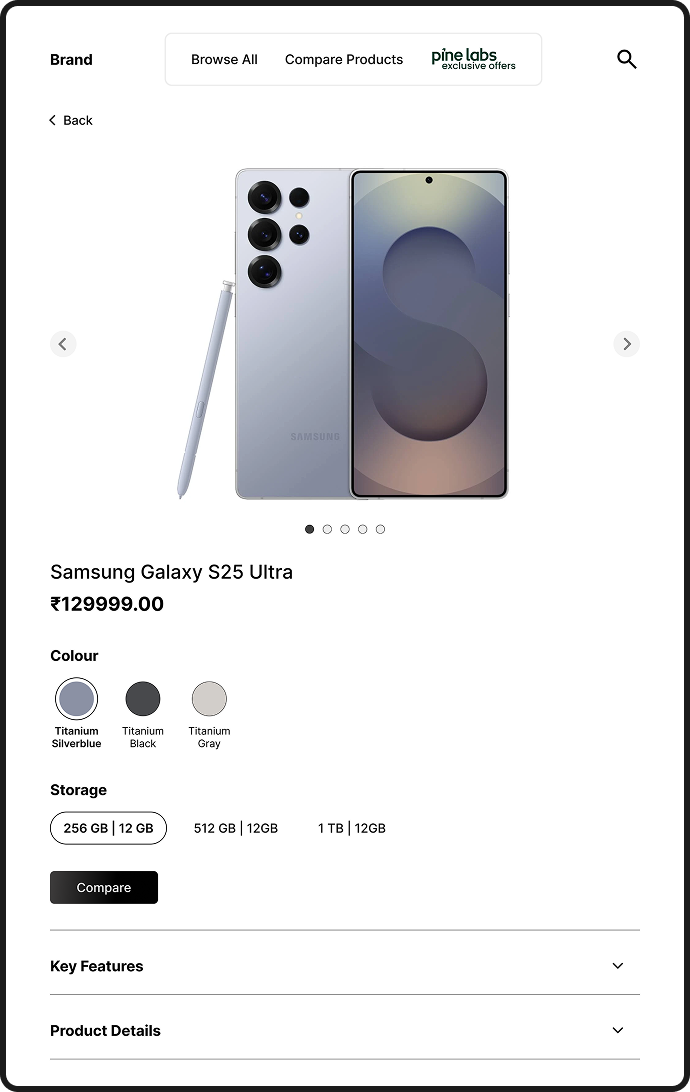 Brand
Browse All
Compare Products
pine labs
exclusive offers
Back
SAMSUNG
Samsung Galaxy S25 Ultra
₹129999.00
Colour
Titanium
Silverblue
Titanium
Black
Titanium
Gray
Storage
256 GB | 12 GB
512 GB | 12GB
1 TB | 12GB
Compare
Key Features
Product Details